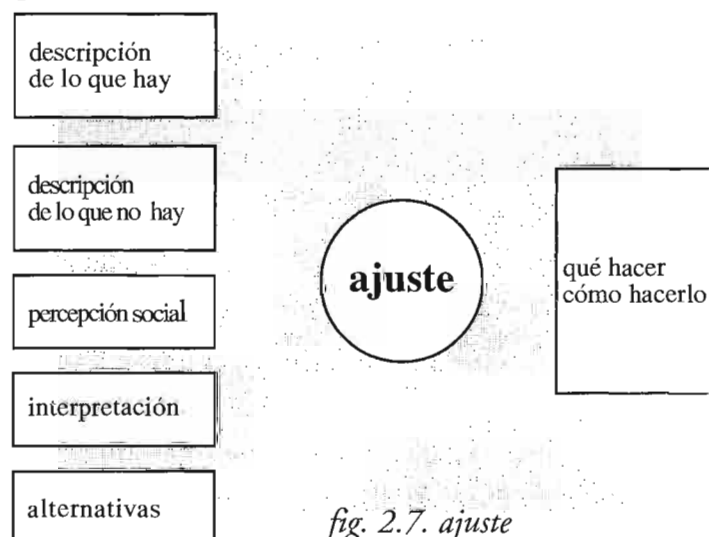 descripción
de lo que hay
descripción
de lo que no hay
percepción social
interpretación
alternativas
ajuste
qué hacer
cómo hacerlo
fig. 2.7. ajuste